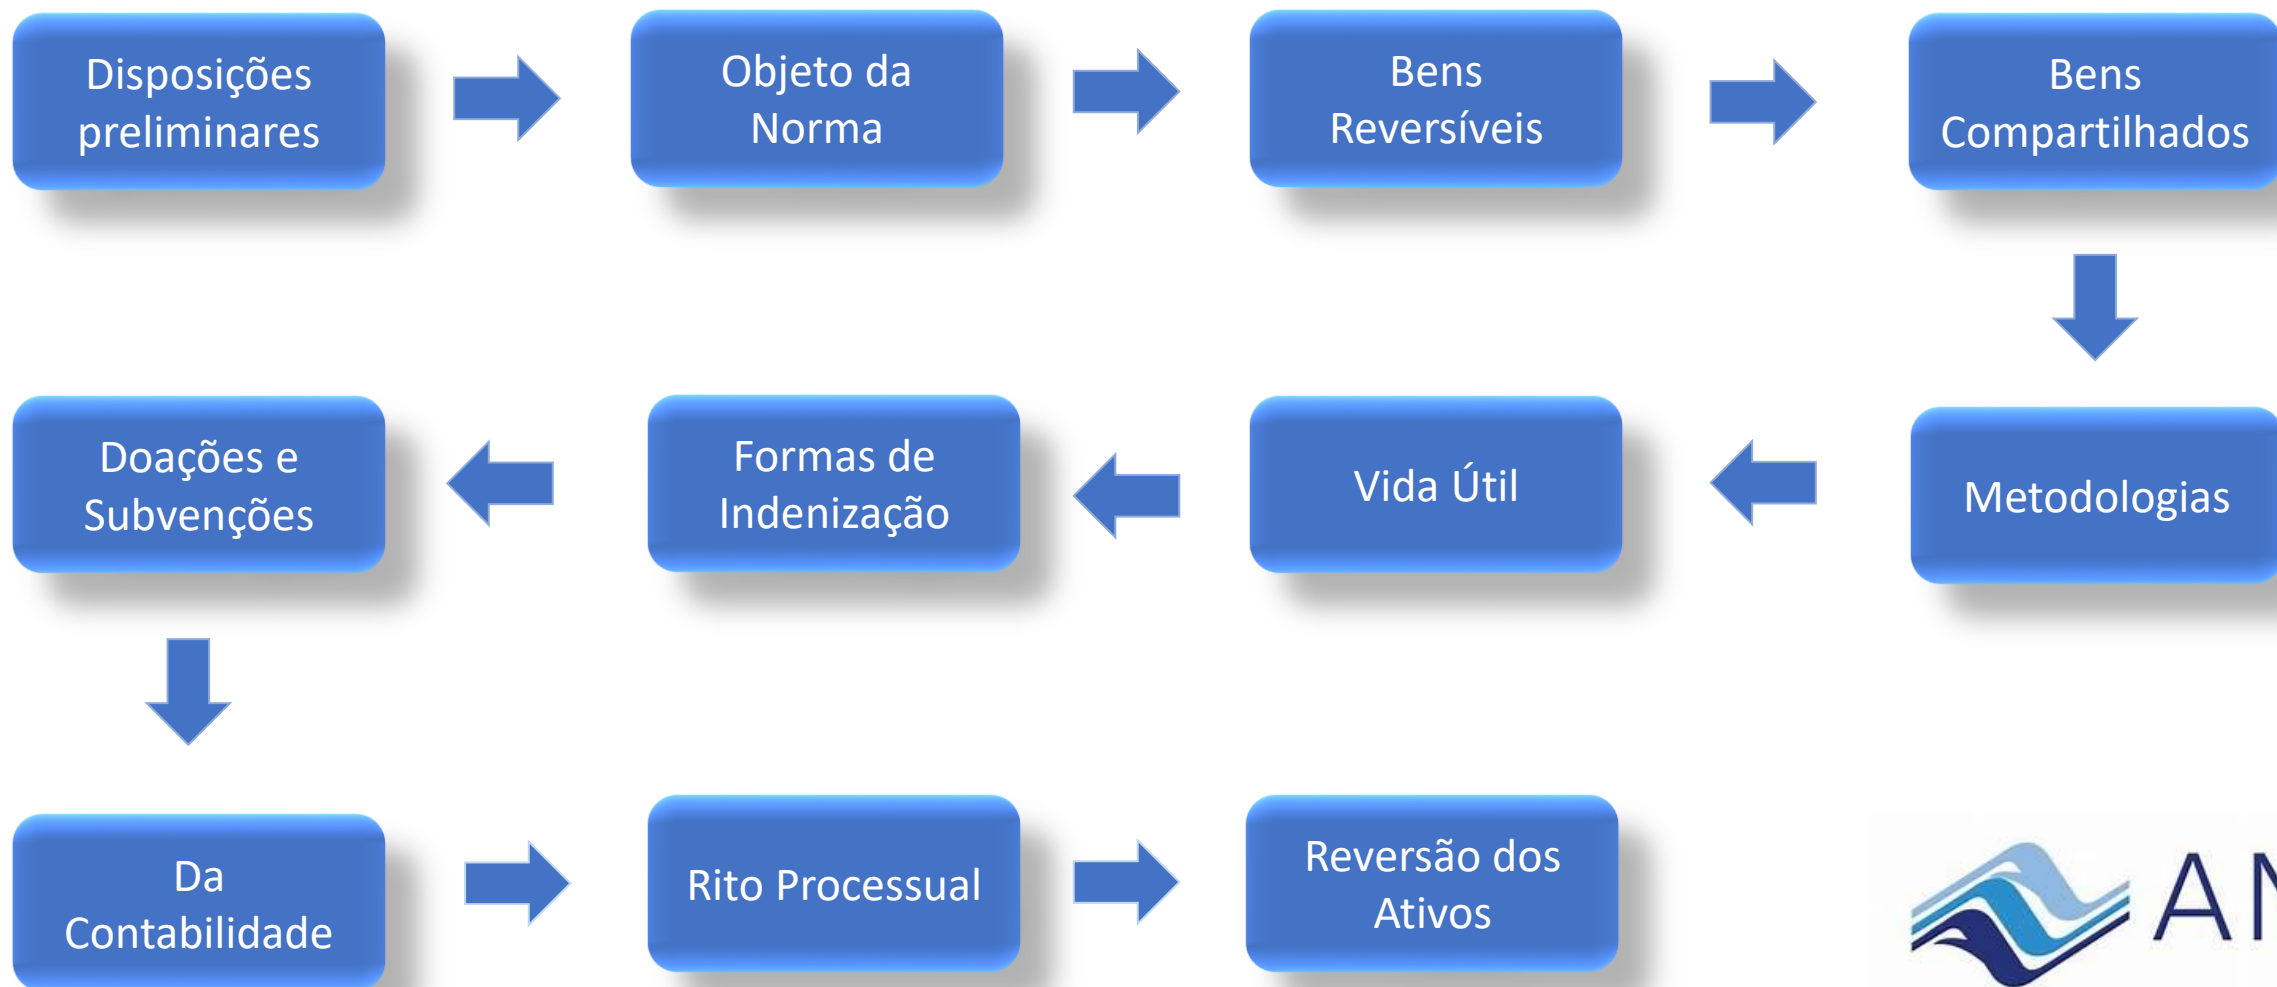 Disposições
preliminares
Objeto da
Norma
Bens
Reversíveis
Bens
Compartilhados
Metodologias
Vida Útil
Formas de
Indenização
Doações e
Subvenções
Da
Contabilidade
Rito Processual
Reversão dos
Ativos